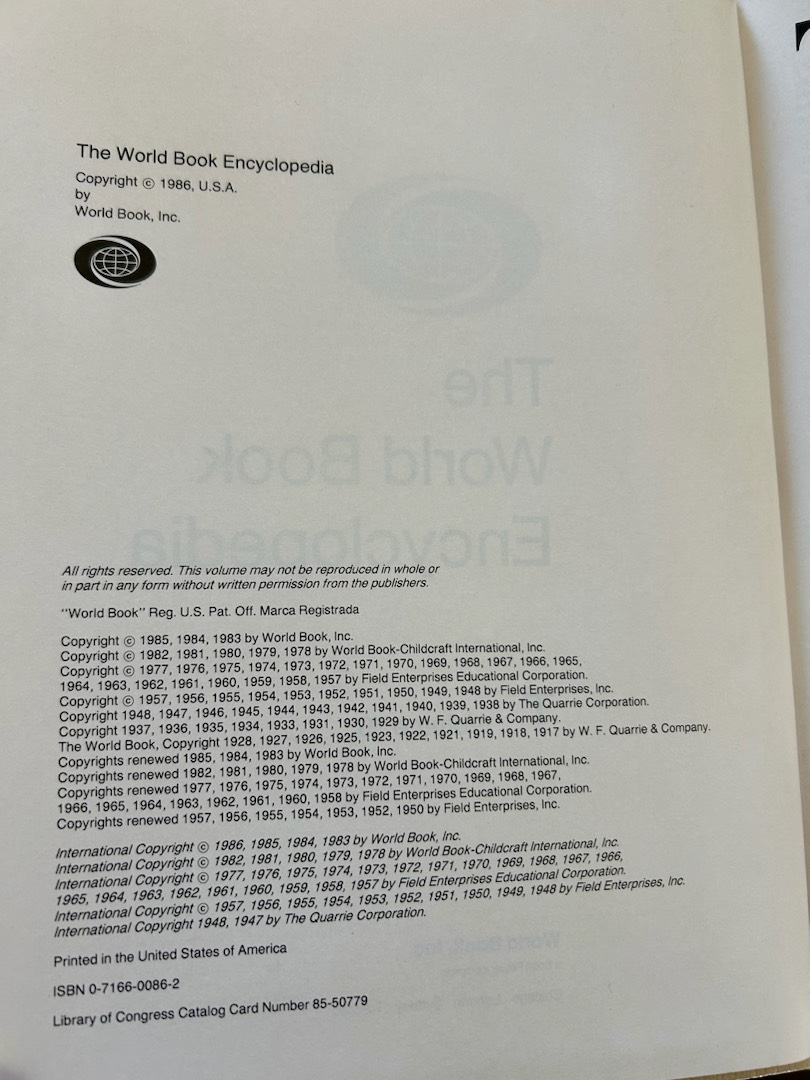 The World Book Encyclopedia
Copyright © 1986, U.S.A.
by
World Book, Inc.
The
World Book
Encyclopedia
All rights reserved. This volume may not be reproduced in whole or
in part in any form without written permission from the publishers.
"World Book" Reg. U.S. Pat. Off. Marca Registrada
Copyright © 1985, 1984, 1983 by World Book, Inc.
Copyright © 1982, 1981, 1980, 1979, 1978 by World Book-Childcraft International, Inc.
Copyright © 1977, 1976, 1975, 1974, 1973, 1972, 1971, 1970, 1969, 1968, 1967, 1966, 1965,
1964, 1963, 1962, 1961, 1960, 1959, 1958, 1957 by Field Enterprises Educational Corporation.
Copyright © 1957, 1956, 1955, 1954, 1953, 1952, 1951, 1950, 1949, 1948 by Field Enterprises, Inc.
Copyright 1948, 1947, 1946, 1945, 1944, 1943, 1942, 1941, 1940, 1939, 1938 by The Quarrie Corporation.
Copyright 1937, 1936, 1935, 1934, 1933, 1931, 1930, 1929 by W. F. Quarrie & Company.
The World Book, Copyright 1928, 1927, 1926, 1925, 1923, 1922, 1921, 1919, 1918, 1917 by W. F. Quarrie & Company.
Copyrights renewed 1985, 1984, 1983 by World Book, Inc.
Copyrights renewed 1982, 1981, 1980, 1979, 1978 by World Book-Childcraft International, Inc.
Copyrights renewed 1977, 1976, 1975, 1974, 1973, 1972, 1971, 1970, 1969, 1968, 1967,
1966, 1965, 1964, 1963, 1962, 1961, 1960, 1958 by Field Enterprises Educational Corporation.
Copyrights renewed 1957, 1956, 1955, 1954, 1953, 1952, 1950 by Field Enterprises, Inc.
International Copyright © 1986, 1985, 1984, 1983 by World Book, Inc.
International Copyright © 1982, 1981, 1980, 1979, 1978 by World Book-Childcraft International, Inc.
International Copyright © 1977, 1976, 1975, 1974, 1973, 1972, 1971, 1970, 1969, 1968, 1967, 1966,
1965, 1964, 1963, 1962, 1961, 1960, 1959, 1958, 1957 by Field Enterprises Educational Corporation.
International Copyright © 1957, 1956, 1955, 1954, 1953, 1952, 1951, 1950, 1949, 1948 by Field Enterprises, Inc.
International Copyright 1948, 1947 by The Quarrie Corporation.
World Book, Inc.
Printed in the United States of America
ISBN 0-7166-0086-2
Library of Congress Catalog Card Number 85-50779